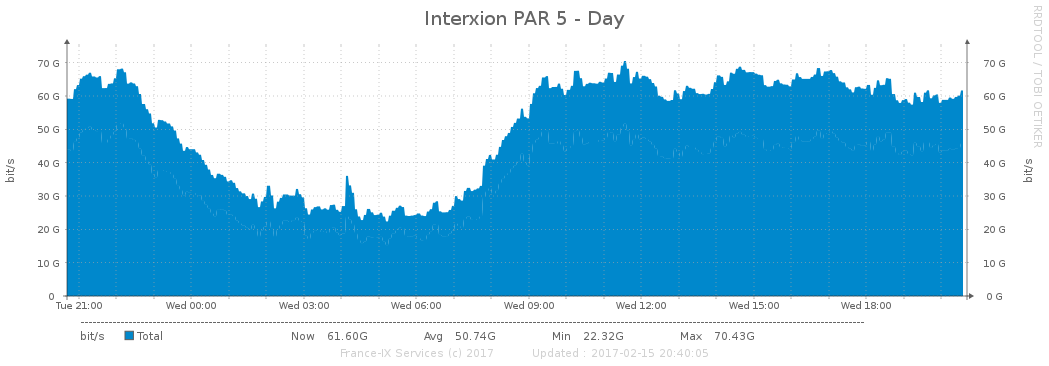 Interxion PAR 5 - Day
RRDTOOL / TOBI OETIKER
bit/s
bit/s
70 G 70 G
60 G 60 G
50 G 50 G
40 G 40 G
30 G 30 G
20 G 20 G
10 G 10 G
0 0 G
Tue 21:00 Wed 00:00 Wed 03:00 Wed 06:00 Wed 09:00 Wed 12:00 Wed 15:00 Wed 18:00
bit/s Total Now 61.60G Avg 50.74G Min 22.32G Max 70.43G
France-IX Services (c) 2017 Updated : 2017-02-15 20:40:05